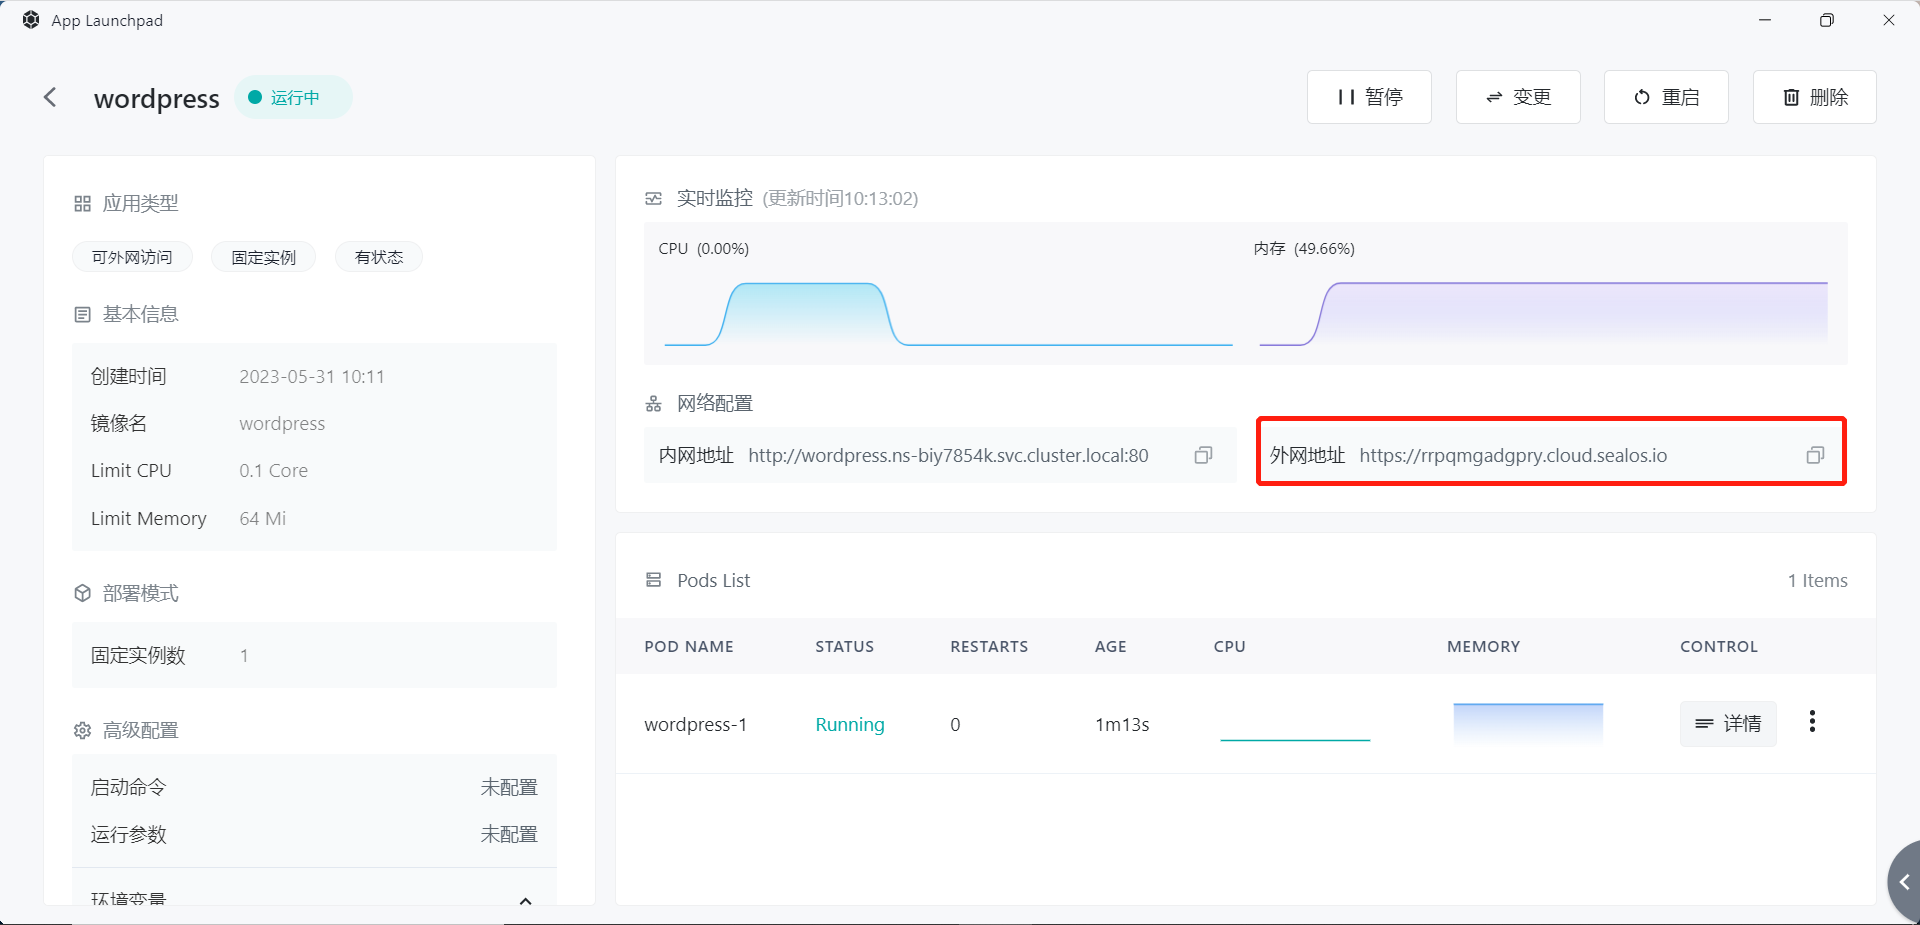 App Launchpad
wordpress
运行中
暂停
变更
重启
删除
应用类型
可外网访问
固定实例
有状态
基本信息
创建时间 2023-05-31 10:11
镜像名 wordpress
Limit CPU 0.1 Core
Limit Memory 64 Mi
部署模式
固定实例数 1
高级配置
启动命令 未配置
运行参数 未配置
环境变量
实时监控 (更新时间10:13:02)
CPU (0.00%)
内存 (49.66%)
网络配置
内网地址 http://wordpress.ns-biy7854k.svc.cluster.local:80
外网地址 https://rrpqmgadgpry.cloud.sealos.io
Pods List
1 Items
POD NAME STATUS RESTARTS AGE CPU MEMORY CONTROL
wordpress-1 Running 0 1m13s 详情